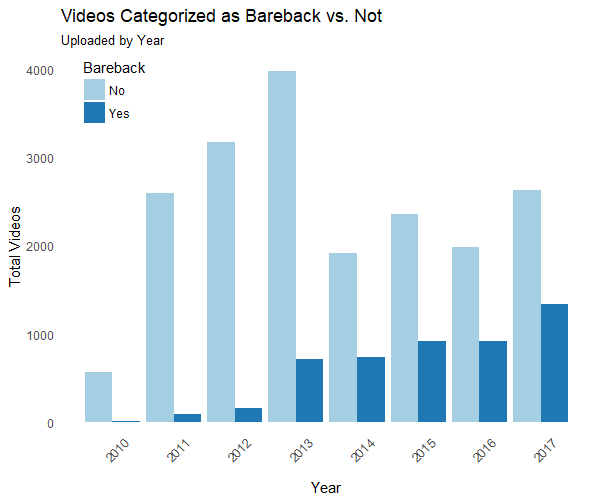 Videos Categorized as Bareback vs. Not
Uploaded by Year
Bareback
No
Yes
Total Videos
4000
3000
2000
1000
0
2010
2011
2012
2013
2014
2015
2016
2017
Year